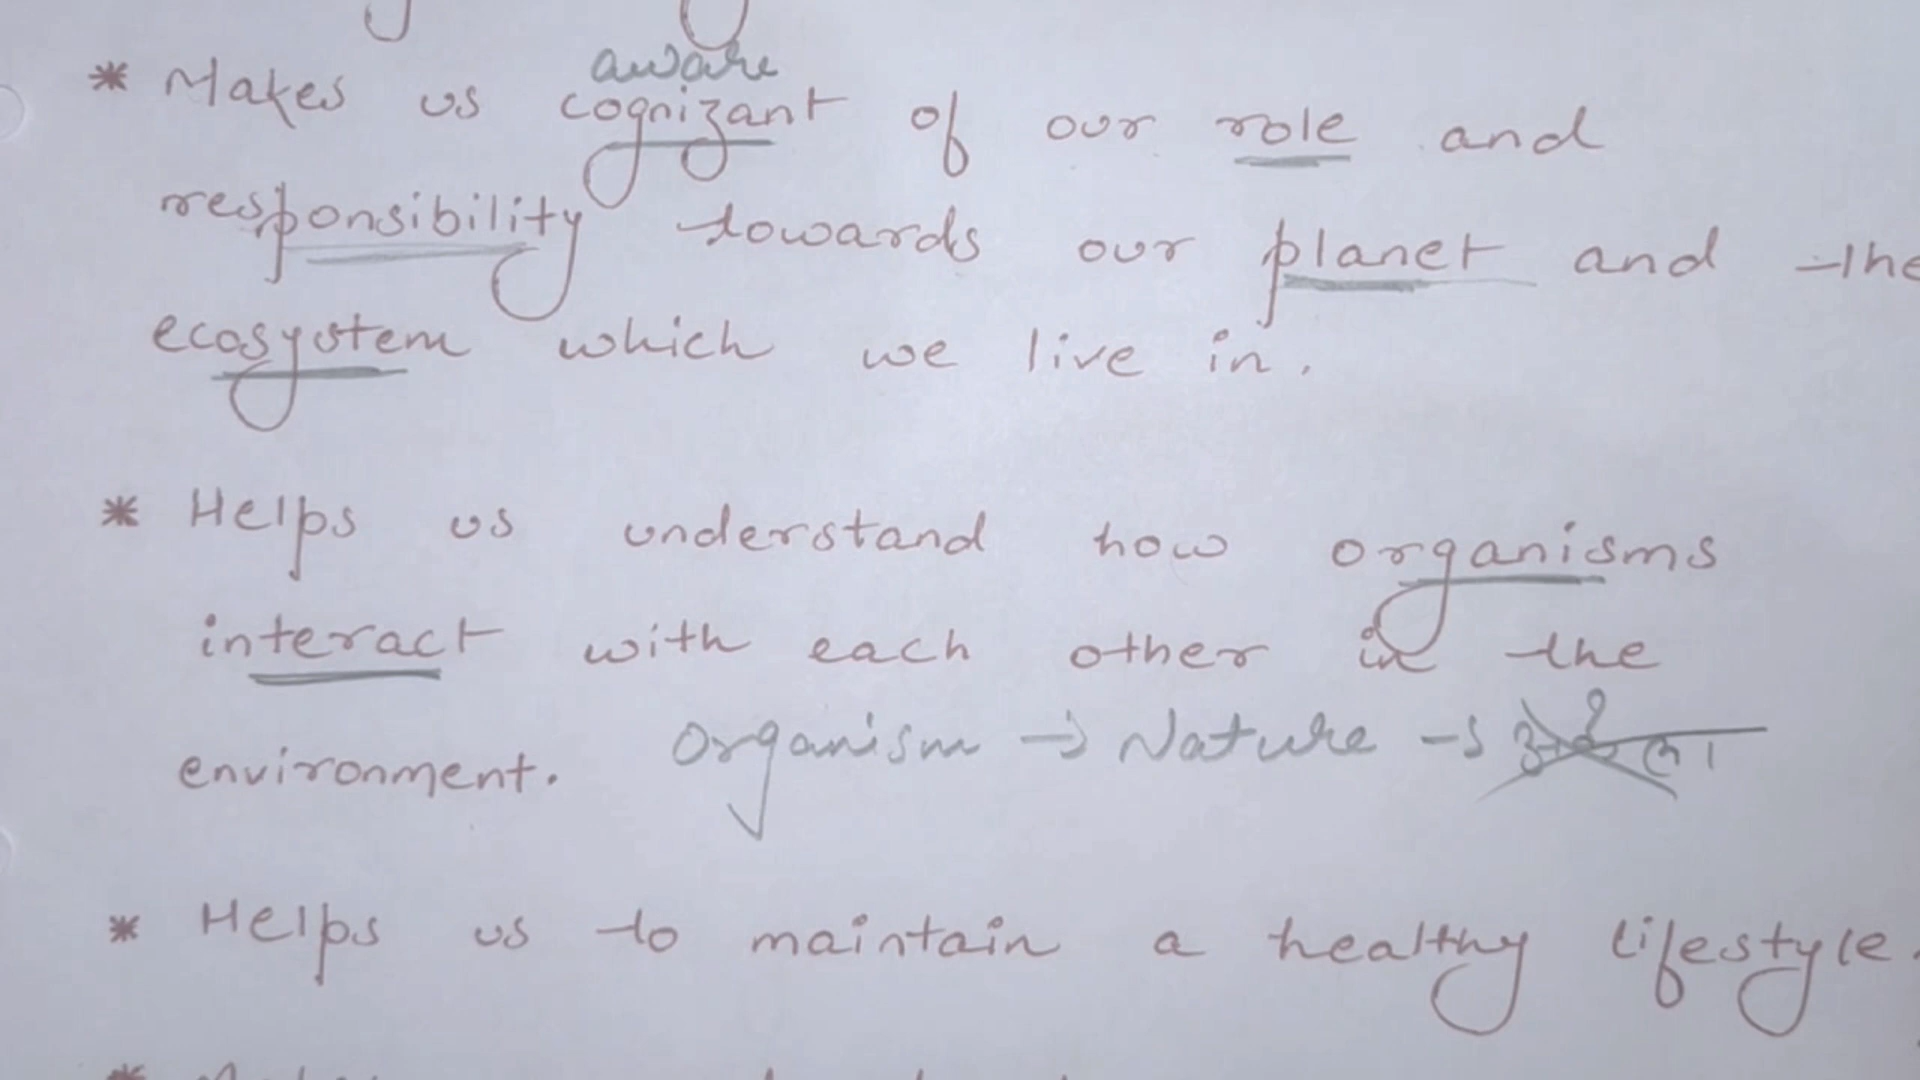 aware
* Makes us cognizant of our role and
responsibility towards our planet and the
ecosystem which we live in.
* Helps us understand how organisms
interact with each other in the
environment. Organism → Nature →
* Helps us to maintain a healthy lifestyle.